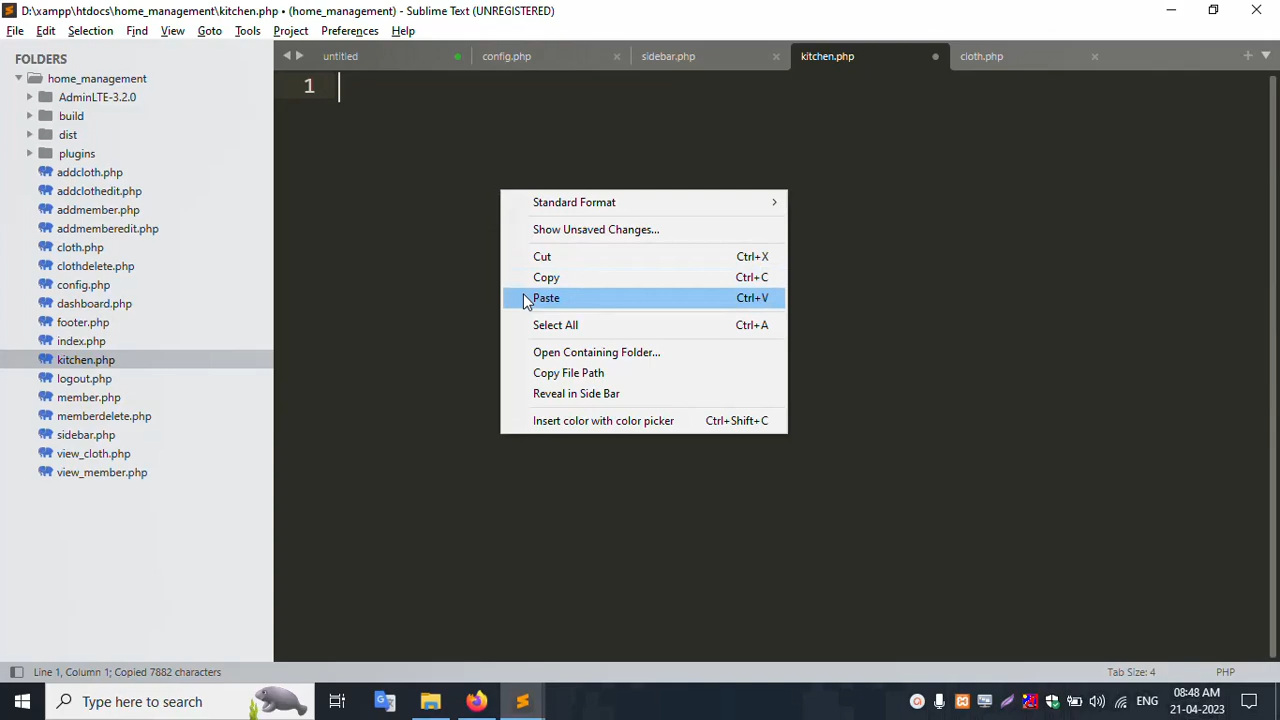 D:\xampp\htdocs\home_management\kitchen.php • (home_management) - Sublime Text (UNREGISTERED)
File Edit Selection Find View Goto Tools Project Preferences Help
FOLDERS
home_management
AdminLTE-3.2.0
build
dist
plugins
addcloth.php
addclothedit.php
addmember.php
addmemberedit.php
cloth.php
clothdelete.php
config.php
dashboard.php
footer.php
index.php
kitchen.php
logout.php
member.php
memberdelete.php
sidebar.php
view_cloth.php
view_member.php
untitled config.php sidebar.php kitchen.php cloth.php
1
Standard Format
Show Unsaved Changes...
Cut Ctrl+X
Copy Ctrl+C
Paste Ctrl+V
Select All Ctrl+A
Open Containing Folder...
Copy File Path
Reveal in Side Bar
Insert color with color picker Ctrl+Shift+C
Line 1, Column 1; Copied 7882 characters Tab Size: 4 PHP
Type here to search
ENG
08:48 AM
21-04-2023